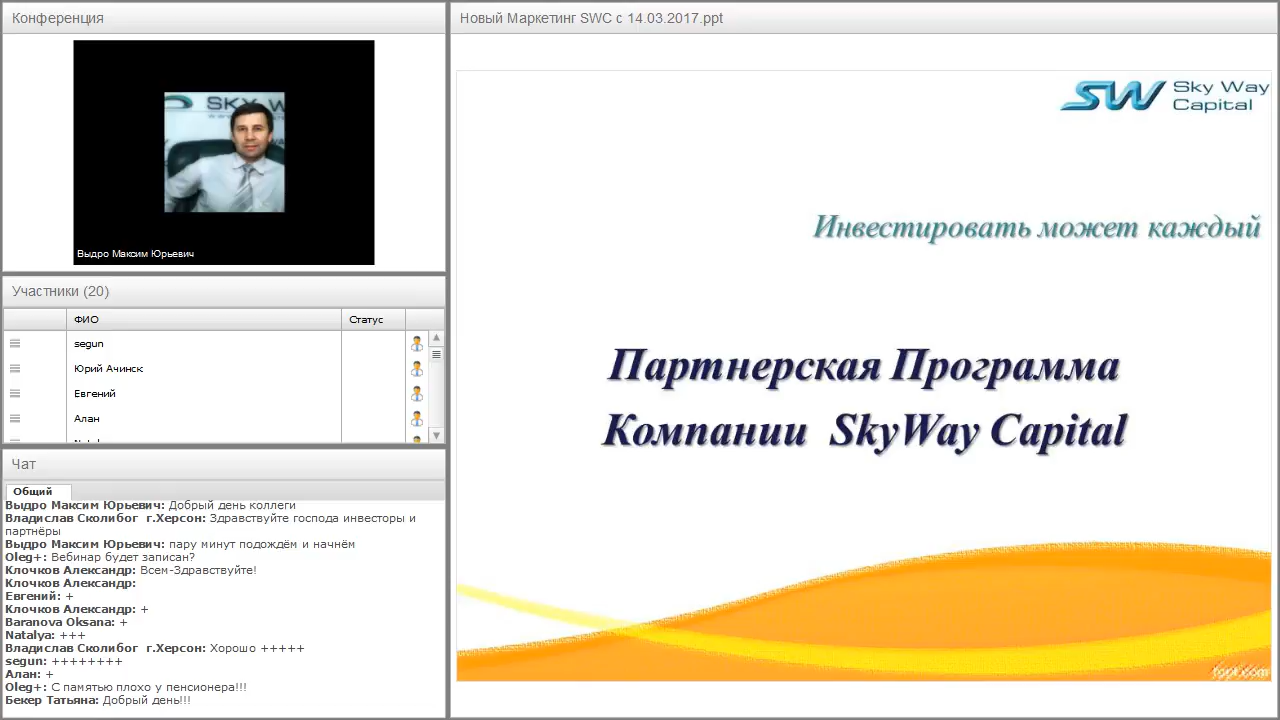 Конференция
SKY W
Выдро Максим Юрьевич
Участники (20)
ФИО
Статус
segun
Юрий Ачинск
Евгений
Алан
Чат
Общий
Выдро Максим Юрьевич: Добрый день коллеги
Владислав Сколибог г.Херсон: Здравствуйте господа инвесторы и
партнёры
Выдро Максим Юрьевич: пару минут подождём и начнём
Oleg+: Вебинар будет записан?
Клочков Александр: Всем-Здравствуйте!
Клочков Александр:
Евгений: +
Клочков Александр: +
Baranova Oksana: +
Natalya: +++
Владислав Сколибог г.Херсон: Хорошо +++++
segun: ++++++++
Алан: +
Oleg+: С памятью плохо у пенсионера!!!
Бекер Татьяна: Добрый день!!!
Новый Маркетинг SWC с 14.03.2017.ppt
SW Sky Way
Capital
Инвестировать может каждый
Партнерская Программа
Компании SkyWay Capital
fppt.com